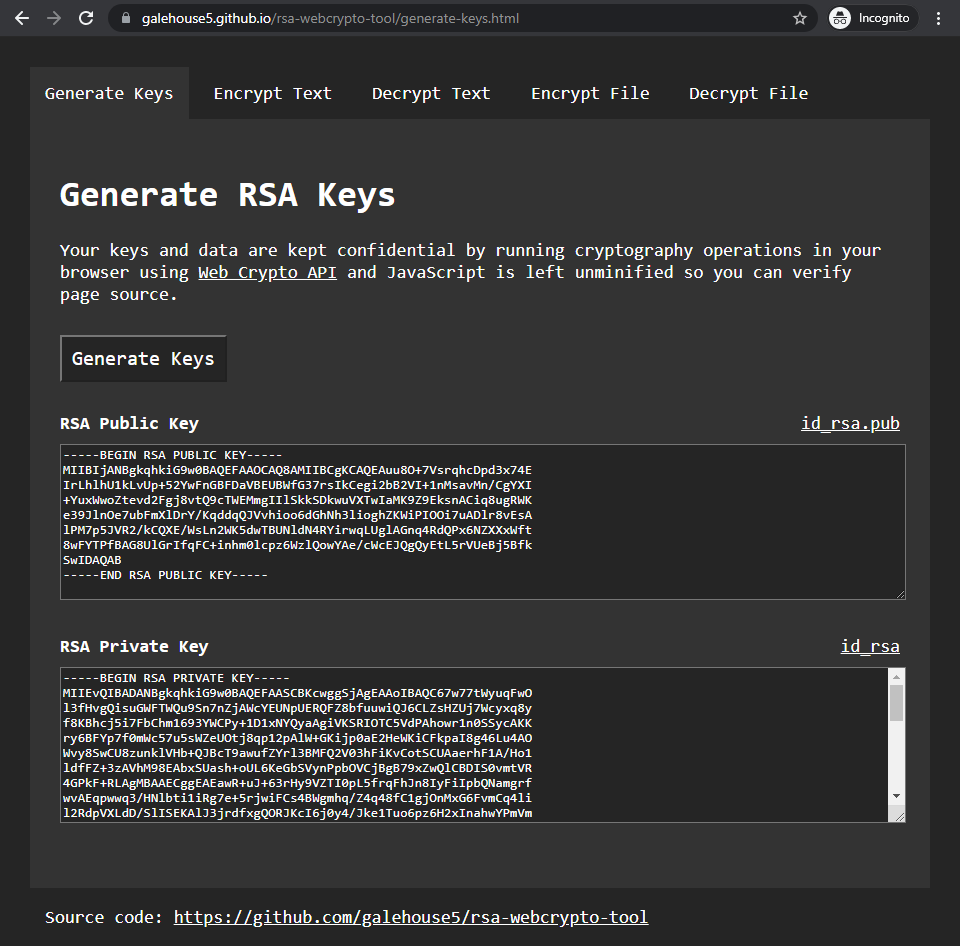 galehouse5.github.io/rsa-webcrypto-tool/generate-keys.html
Incognito
Generate Keys Encrypt Text Decrypt Text Encrypt File Decrypt File
Generate RSA Keys
Your keys and data are kept confidential by running cryptography operations in your
browser using Web Crypto API and JavaScript is left unminified so you can verify
page source.
Generate Keys
RSA Public Key id_rsa.pub
-----BEGIN RSA PUBLIC KEY-----
MIIBIjANBgkqhkiG9w0BAQEFAAOCAQ8AMIIBCgKCAQEAuu8O+7VsrqhcDpd3x74E
IrLhlhU1kLvUp+52YwFnGBFDaVBEUBWfG37rsIkCegi2bB2VI+1nMsavMn/CgYXI
+YuxWwoZtevd2Fgj8vtQ9cTWEMmgIIlSkkSDkwuVXTwIaMK9Z9EksnACiq8ugRWK
e39JlnOe7ubFmXlDrY/KqddqQJVvhioo6dGhNh3lioghZKWiPIOOi7uADlr8vEsA
lPM7p5JVR2/kCQXE/WsLn2WK5dwTBUNldN4RYirwqLUglAGnq4RdQPx6NZXXxWft
8wFYTPfBAG8UlGrIfqFC+inhm0lcpz6WzlQowYAe/cWcEJQgQyEtL5rVUeBj5Bfk
SwIDAQAB
-----END RSA PUBLIC KEY-----
RSA Private Key id_rsa
-----BEGIN RSA PRIVATE KEY-----
MIIEvQIBADANBgkqhkiG9w0BAQEFAASCBKcwggSjAgEAAoIBAQC67w77tWyuqFwO
l3fHvgQisuGWFTWQu9Sn7nZjAWcYEUNpUERQFZ8bfuuwiQJ6CLZsHZUj7Wcyxq8y
f8KBhcj5i7FbChm1693YWCPy+1D1xNYQyaAgiVKSRIOTC5VdPAhowr1n0SSycAKK
ry6BFYp7f0mWc57u5sWZeUOtj8qp12pAlW+GKijp0aE2HeWKiCFkpaI8g46Lu4AO
Wvy8SwCU8zunklVHb+QJBcT9awufZYrl3BMFQ2V03hFiKvCotSCUAaerhF1A/Ho1
ldfFZ+3zAVhM98EAbxSUash+oUL6KeGbSVynPpbOVCjBgB79xZwQlCBDIS0vmtVR
4GPkF+RLAgMBAAECggEAEawR+uJ+63rHy9VZTI0pL5frqFhJn8IyFiIpbQNamgrf
wvAEqpwwq3/HNlbti1iRg7e+5rjwiFCs4BWgmhq/Z4q48fC1gjOnMxG6FvmCq4li
l2RdpVXLdD/SlISEKAlJ3jrdfxgQORJKcI6j0y4/Jke1Tuo6pz6H2xInahwYPmVm
Source code: https://github.com/galehouse5/rsa-webcrypto-tool